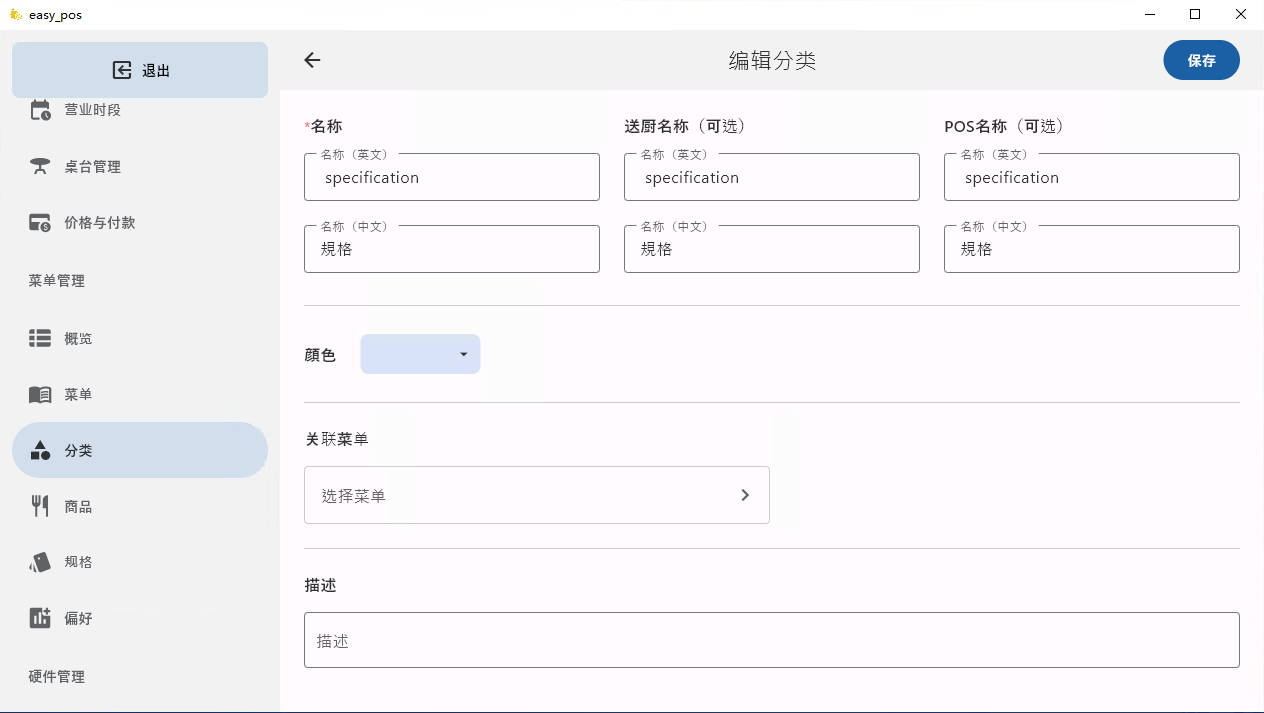 easy_pos
退出
营业时段
桌台管理
价格与付款
菜单管理
概览
菜单
分类
商品
规格
偏好
硬件管理
编辑分类
保存
*名称
送厨名称（可选）
POS名称（可选）
名称（英文）
名称（英文）
名称（英文）
specification
specification
specification
名称（中文）
名称（中文）
名称（中文）
規格
規格
規格
颜色
关联菜单
选择菜单
描述
描述